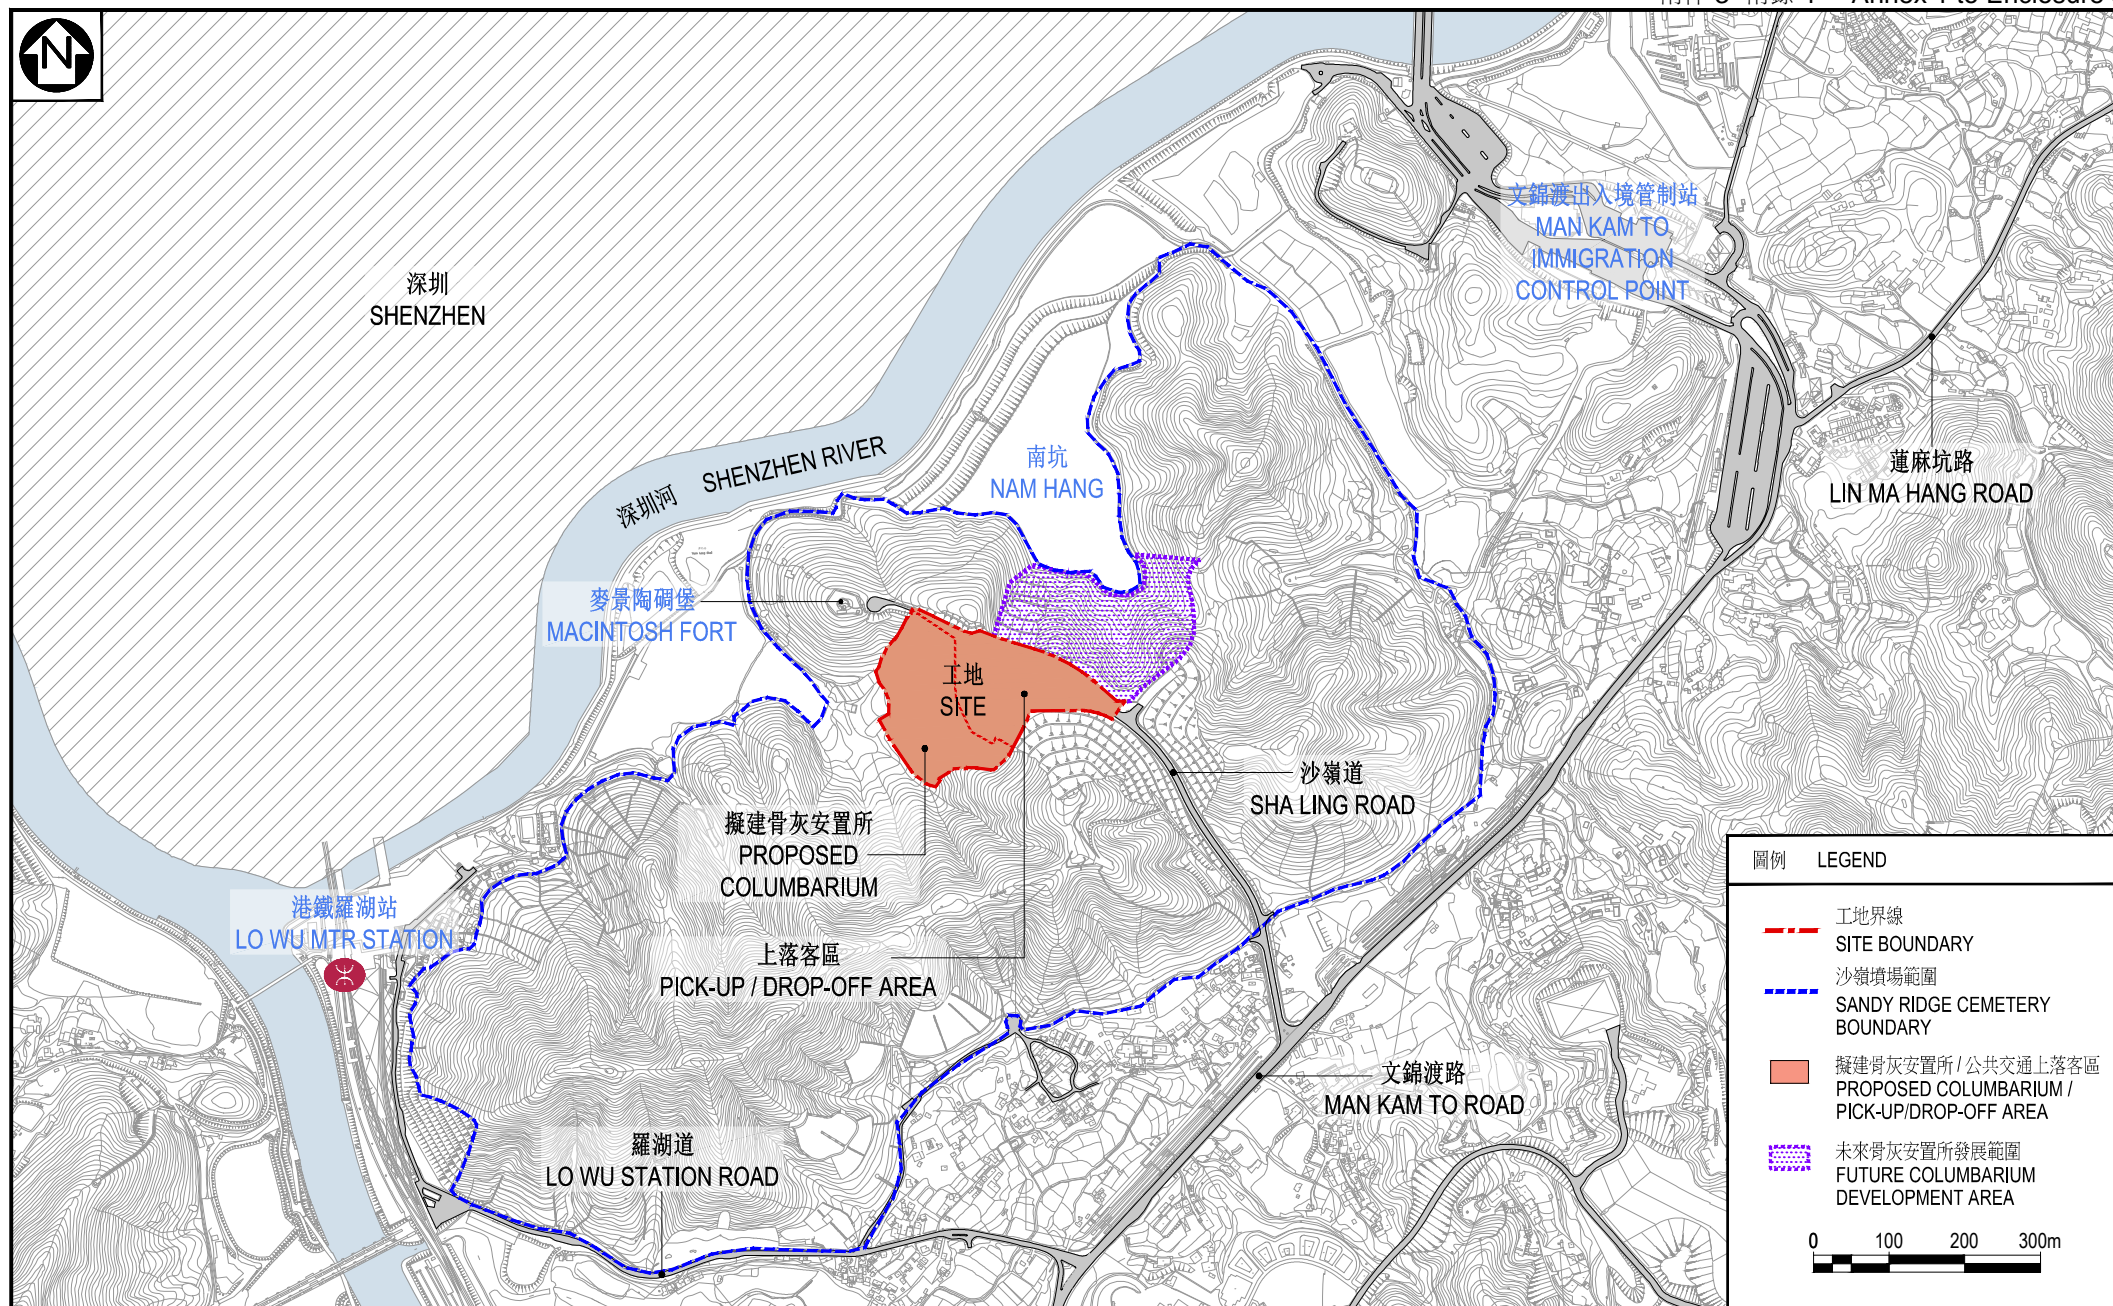 Annex 1 to Enclosure
N
深圳
SHENZHEN
文錦渡出入境管制站
MAN KAM TO
IMMIGRATION
CONTROL POINT
深圳河 SHENZHEN RIVER
南坑
NAM HANG
蓮麻坑路
LIN MA HANG ROAD
麥景陶碉堡
MACINTOSH FORT
工地
SITE
沙嶺道
SHA LING ROAD
擬建骨灰安置所
PROPOSED
COLUMBARIUM
港鐵羅湖站
LO WU MTR STATION
上落客區
PICK-UP / DROP-OFF AREA
文錦渡路
MAN KAM TO ROAD
羅湖道
LO WU STATION ROAD
圖例 LEGEND
工地界線
SITE BOUNDARY
沙嶺墳場範圍
SANDY RIDGE CEMETERY
BOUNDARY
擬建骨灰安置所 / 公共交通上落客區
PROPOSED COLUMBARIUM /
PICK-UP/DROP-OFF AREA
未來骨灰安置所發展範圍
FUTURE COLUMBARIUM
DEVELOPMENT AREA
0 100 200 300m